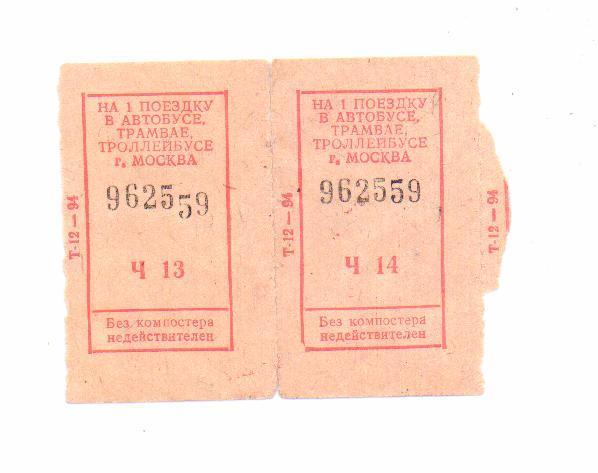 НА 1 ПОЕЗДКУ
В АВТОБУСЕ,
ТРАМВАЕ,
ТРОЛЛЕЙБУСЕ
г. МОСКВА
962559
Ч 13
Без компостера
недействителен
Т-12—94
НА 1 ПОЕЗДКУ
В АВТОБУСЕ,
ТРАМВАЕ,
ТРОЛЛЕЙБУСЕ
г. МОСКВА
962559
Ч 14
Без компостера
недействителен
Т-12—94
Т-12—94